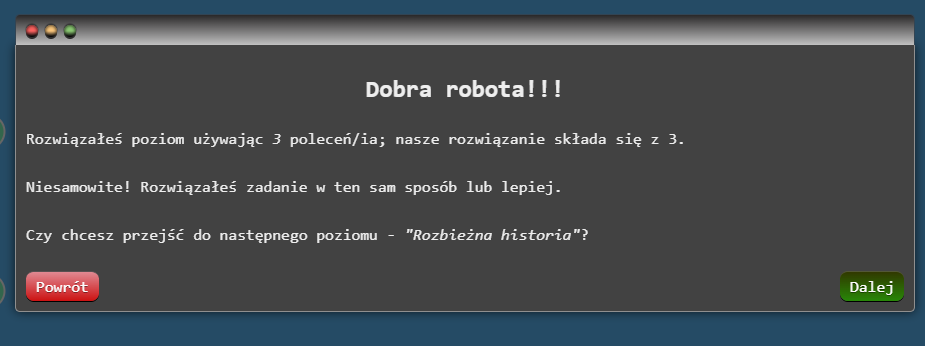 Dobra robota!!!
Rozwiązałeś poziom używając 3 poleceń/ia; nasze rozwiązanie składa się z 3.
Niesamowite! Rozwiązałeś zadanie w ten sam sposób lub lepiej.
Czy chcesz przejść do następnego poziomu - "Rozbieżna historia"?
Powrót
Dalej